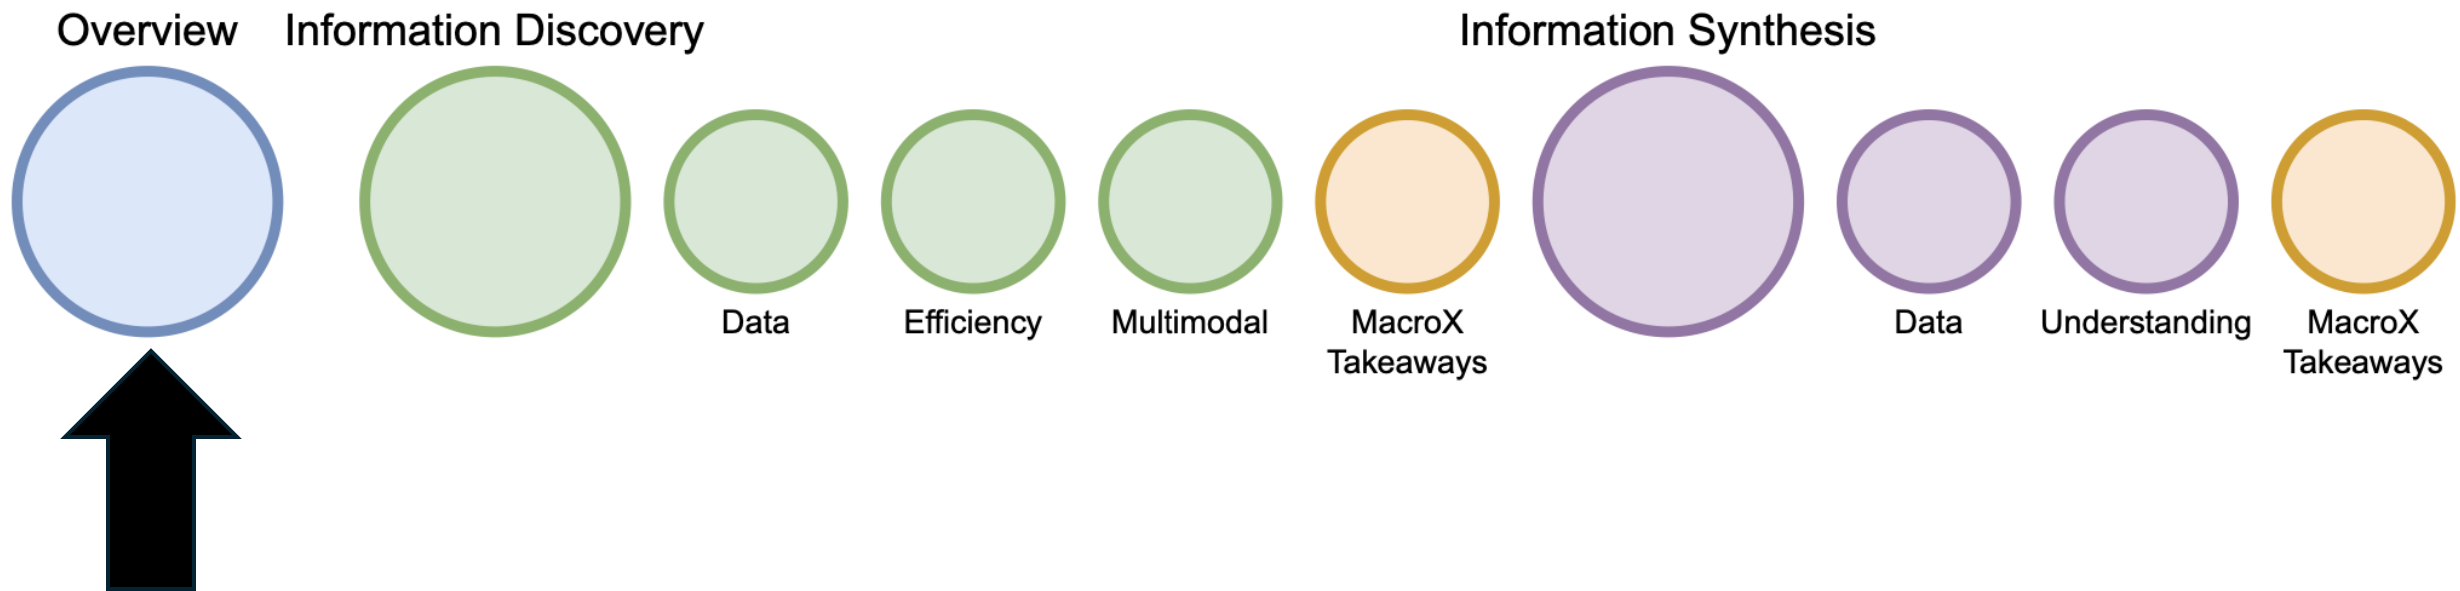 Overview
Information Discovery
Information Synthesis
Data
Efficiency
Multimodal
MacroX
Takeaways
Data
Understanding
MacroX
Takeaways